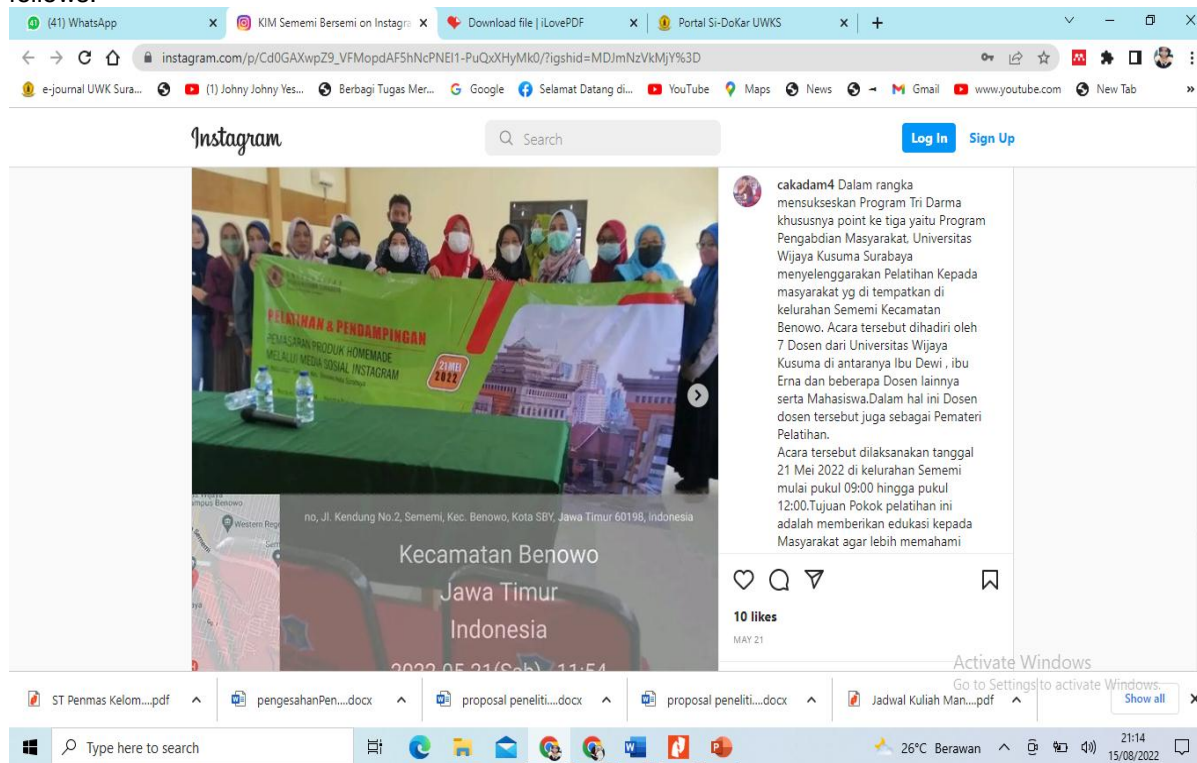 follows:
(41) WhatsApp
KIM Sememi Bersemi on Instagra
Download file | iLovePDF
Portal Si-Dokar UWKS
instagram.com/p/Cd0GAXwpZ9_VFMopdAF5hNcPNEl1-PuQxXHyMk0/?igshid=MDJmNzVkMjY%3D
e-journal UWK Sura...
(1) Johny Johny Yes...
Berbagi Tugas Mer...
Google
Selamat Datang di...
YouTube
Maps
News
Gmail
www.youtube.com
New Tab
Instagram
Search
Log In
Sign Up
PELATIHAN & PENDAMPINGAN
PEMASARAN PRODUK HOMEMADE
MELALUI MEDIA SOSIAL INSTAGRAM
21 MEI
2022
Western Reg
no, Jl. Kendung No.2, Sememi, Kec. Benowo, Kota SBY, Jawa Timur 60198, Indonesia
Kecamatan Benowo
Jawa Timur
Indonesia
2022-05-21(Sab) 11:54
cakadam4 Dalam rangka
mensukseskan Program Tri Darma
khususnya point ke tiga yaitu Program
Pengabdian Masyarakat, Universitas
Wijaya Kusuma Surabaya
menyelenggarakan Pelatihan Kepada
masyarakat yg di tempatkan di
kelurahan Sememi Kecamatan
Benowo. Acara tersebut dihadiri oleh
7 Dosen dari Universitas Wijaya
Kusuma di antaranya Ibu Dewi , ibu
Erna dan beberapa Dosen lainnya
serta Mahasiswa.Dalam hal ini Dosen
dosen tersebut juga sebagai Pemateri
Pelatihan.
Acara tersebut dilaksanakan tanggal
21 Mei 2022 di kelurahan Sememi
mulai pukul 09:00 hingga pukul
12:00.Tujuan Pokok pelatihan ini
adalah memberikan edukasi kepada
Masyarakat agar lebih memahami
10 likes
MAY 21
Activate Windows
Go to Settings to activate Windows.
ST Penmas Kelom....pdf
pengesahanPen....docx
proposal peneliti....docx
proposal peneliti....docx
Jadwal Kuliah Man....pdf
Show all
Type here to search
26°C Berawan
21:14
15/08/2022